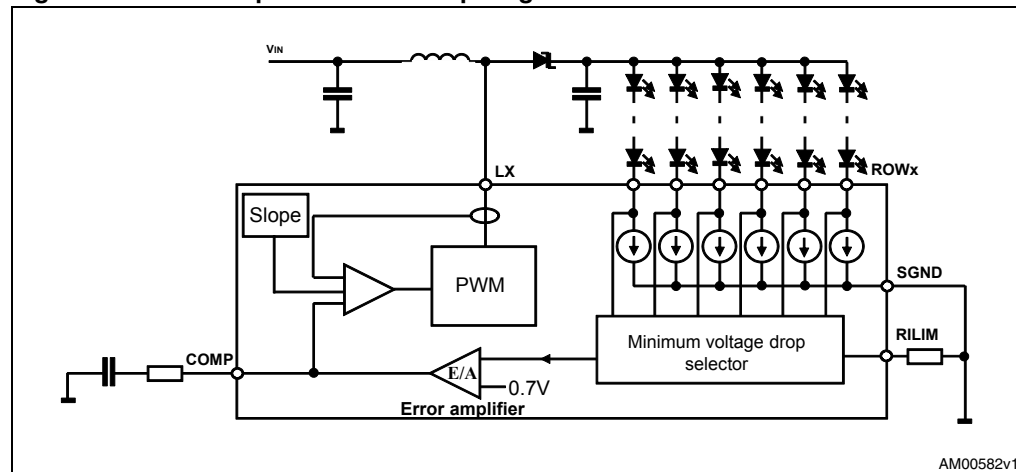 VIN
LX
ROWx
Slope
PWM
SGND
Minimum voltage drop
selector
RILIM
COMP
E/A
0.7V
Error amplifier
AM00582v1